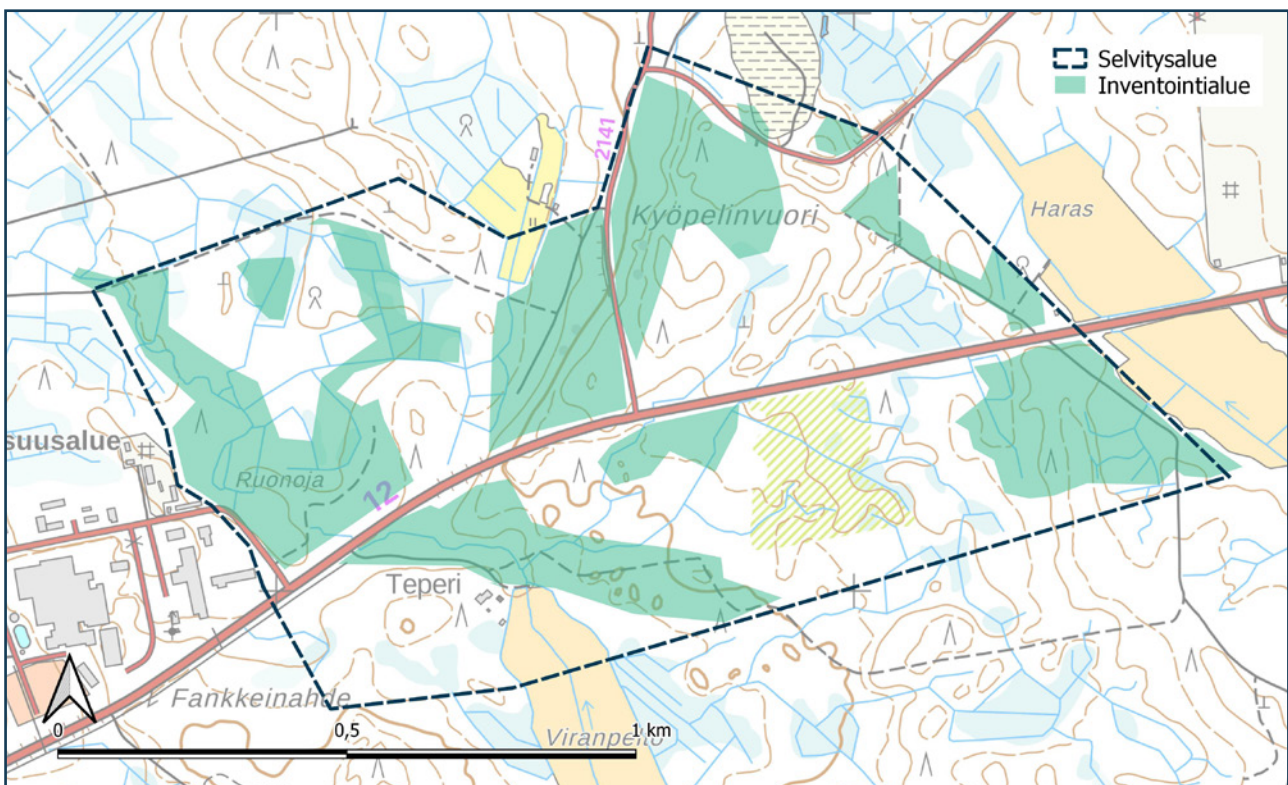 Selvitysalue
Inventointialue
2141
Kyöpelinvuori
Haras
suusalue
Ruonoja
12
Teperi
Fankkeinahde
Viranpelto
0
0,5
1 km